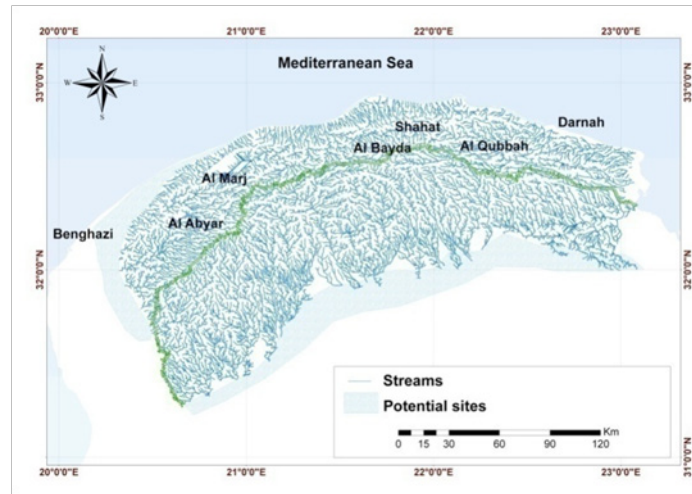 20°0'0"E 21°0'0"E 22°0'0"E 23°0'0"E
N
W E
S
Mediterranean Sea
33°0'0"N
33°0'0"N
Shahat
Darnah
Al Bayda
Al Qubbah
Al Marj
Al Abyar
Benghazi
32°0'0"N
32°0'0"N
Streams
Potential sites
Km
0 15 30 60 90 120
31°0'0"N
20°0'0"E 21°0'0"E 22°0'0"E 23°0'0"E